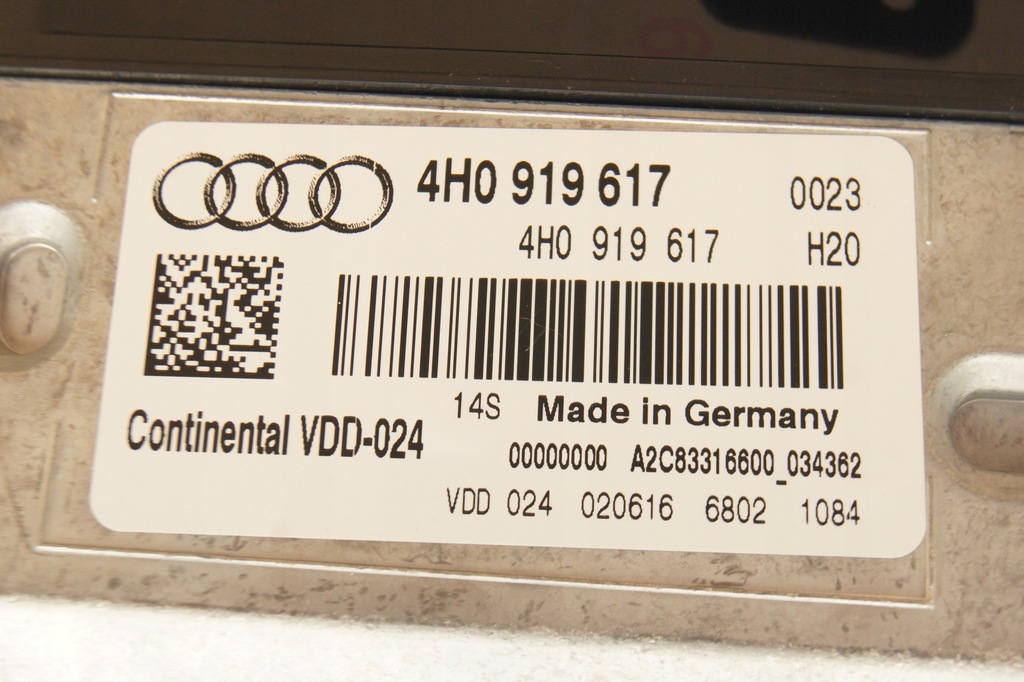 4H0 919 617 0023
4H0 919 617 H20
14S Made in Germany
Continental VDD-024
00000000 A2C83316600_034362
VDD 024 020616 6802 1084